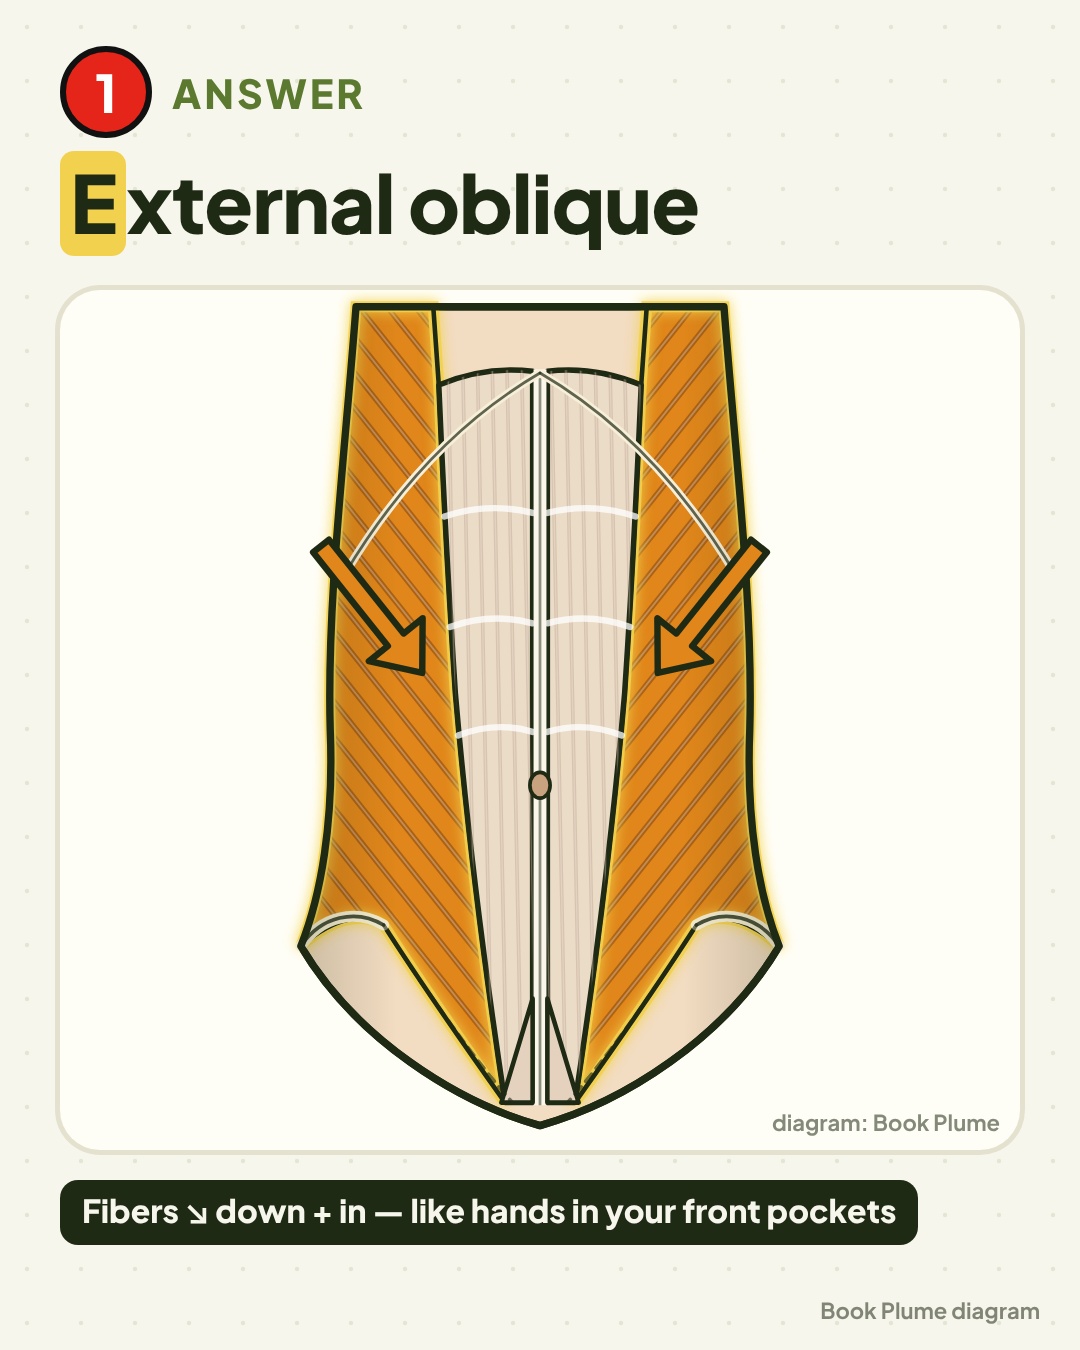 1
ANSWER
External oblique
diagram: Book Plume
Fibers ↘ down + in — like hands in your front pockets
Book Plume diagram